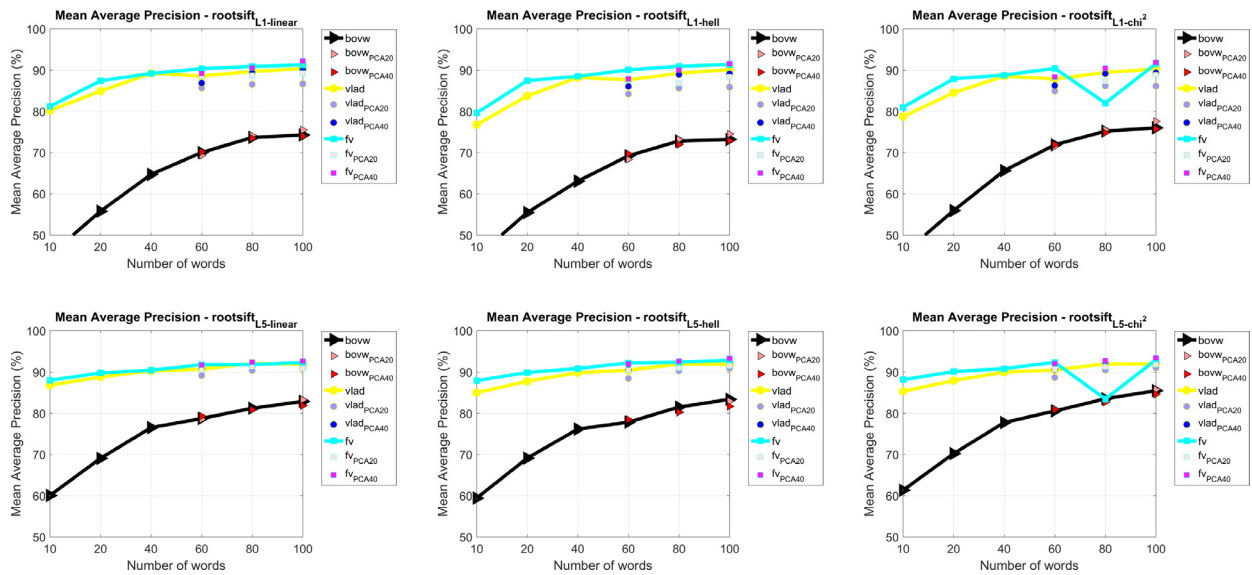 Mean Average Precision - rootsift L1-linear
Mean Average Precision (%)
100
90
80
70
60
50
10 20 40 60 80 100
Number of words
bovw
bovw PCA20
bovw PCA40
vlad
vlad PCA20
vlad PCA40
fv
fv PCA20
fv PCA40
Mean Average Precision - rootsift L1-hell
Mean Average Precision (%)
100
90
80
70
60
50
10 20 40 60 80 100
Number of words
bovw
bovw PCA20
bovw PCA40
vlad
vlad PCA20
vlad PCA40
fv
fv PCA20
fv PCA40
Mean Average Precision - rootsift L1-chi²
Mean Average Precision (%)
100
90
80
70
60
50
10 20 40 60 80 100
Number of words
bovw
bovw PCA20
bovw PCA40
vlad
vlad PCA20
vlad PCA40
fv
fv PCA20
fv PCA40
Mean Average Precision - rootsift L5-linear
Mean Average Precision (%)
100
90
80
70
60
50
10 20 40 60 80 100
Number of words
bovw
bovw PCA20
bovw PCA40
vlad
vlad PCA20
vlad PCA40
fv
fv PCA20
fv PCA40
Mean Average Precision - rootsift L5-hell
Mean Average Precision (%)
100
90
80
70
60
50
10 20 40 60 80 100
Number of words
bovw
bovw PCA20
bovw PCA40
vlad
vlad PCA20
vlad PCA40
fv
fv PCA20
fv PCA40
Mean Average Precision - rootsift L5-chi²
Mean Average Precision (%)
100
90
80
70
60
50
10 20 40 60 80 100
Number of words
bovw
bovw PCA20
bovw PCA40
vlad
vlad PCA20
vlad PCA40
fv
fv PCA20
fv PCA40